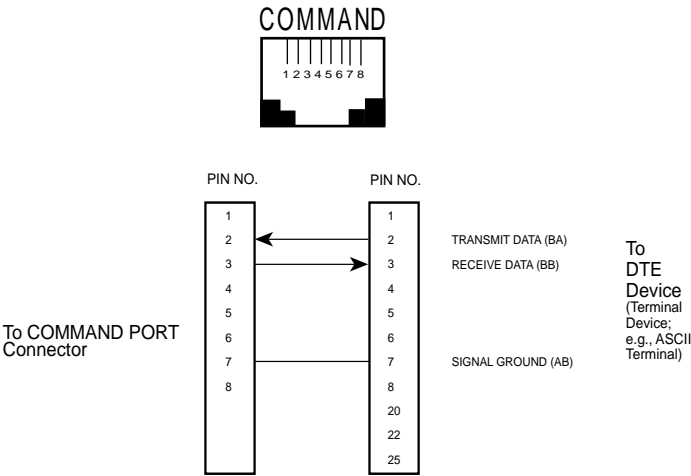 COMMAND
1 2 3 4 5 6 7 8
PIN NO.
PIN NO.
1
2
3
4
5
6
7
8
1
2
3
4
5
6
7
8
20
22
25
TRANSMIT DATA (BA)
RECEIVE DATA (BB)
SIGNAL GROUND (AB)
To COMMAND PORT
Connector
To
DTE
Device
(Terminal
Device;
e.g., ASCII
Terminal)